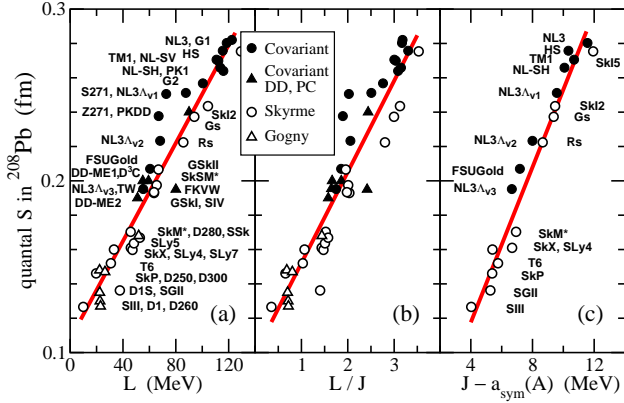 quantal S in ²⁰⁸Pb (fm)
0.3
0.2
0.1
NL3, G1
HS
TM1, NL-SV
NL-SH, PK1
G2
S271, NL3Λv1
Z271, PKDD
SkI2
Gs
NL3Λv2
Rs
FSUGold
GSkII
DD-ME1,D³C
SkSM*
NL3Λv3,TW
FKVW
DD-ME2
GSkI, SIV
SkM*, D280, SSk
SLy5
SkX, SLy4, SLy7
T6
SkP, D250, D300
D1S, SGII
SIII, D1, D260
(a)
0 40 80 120
L (MeV)
Covariant
Covariant
DD, PC
Skyrme
Gogny
(b)
0 1 2 3
L / J
NL3
HS
TM1
NL-SH
SkI5
NL3Λv1
SkI2
Gs
NL3Λv2
Rs
FSUGold
NL3Λv3
SkM*
SkX, SLy4
T6
SkP
SGII
SIII
(c)
4 6 8 10 12
J − asym(A) (MeV)